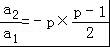 a₂/a₁ = −p × (p−1)/2